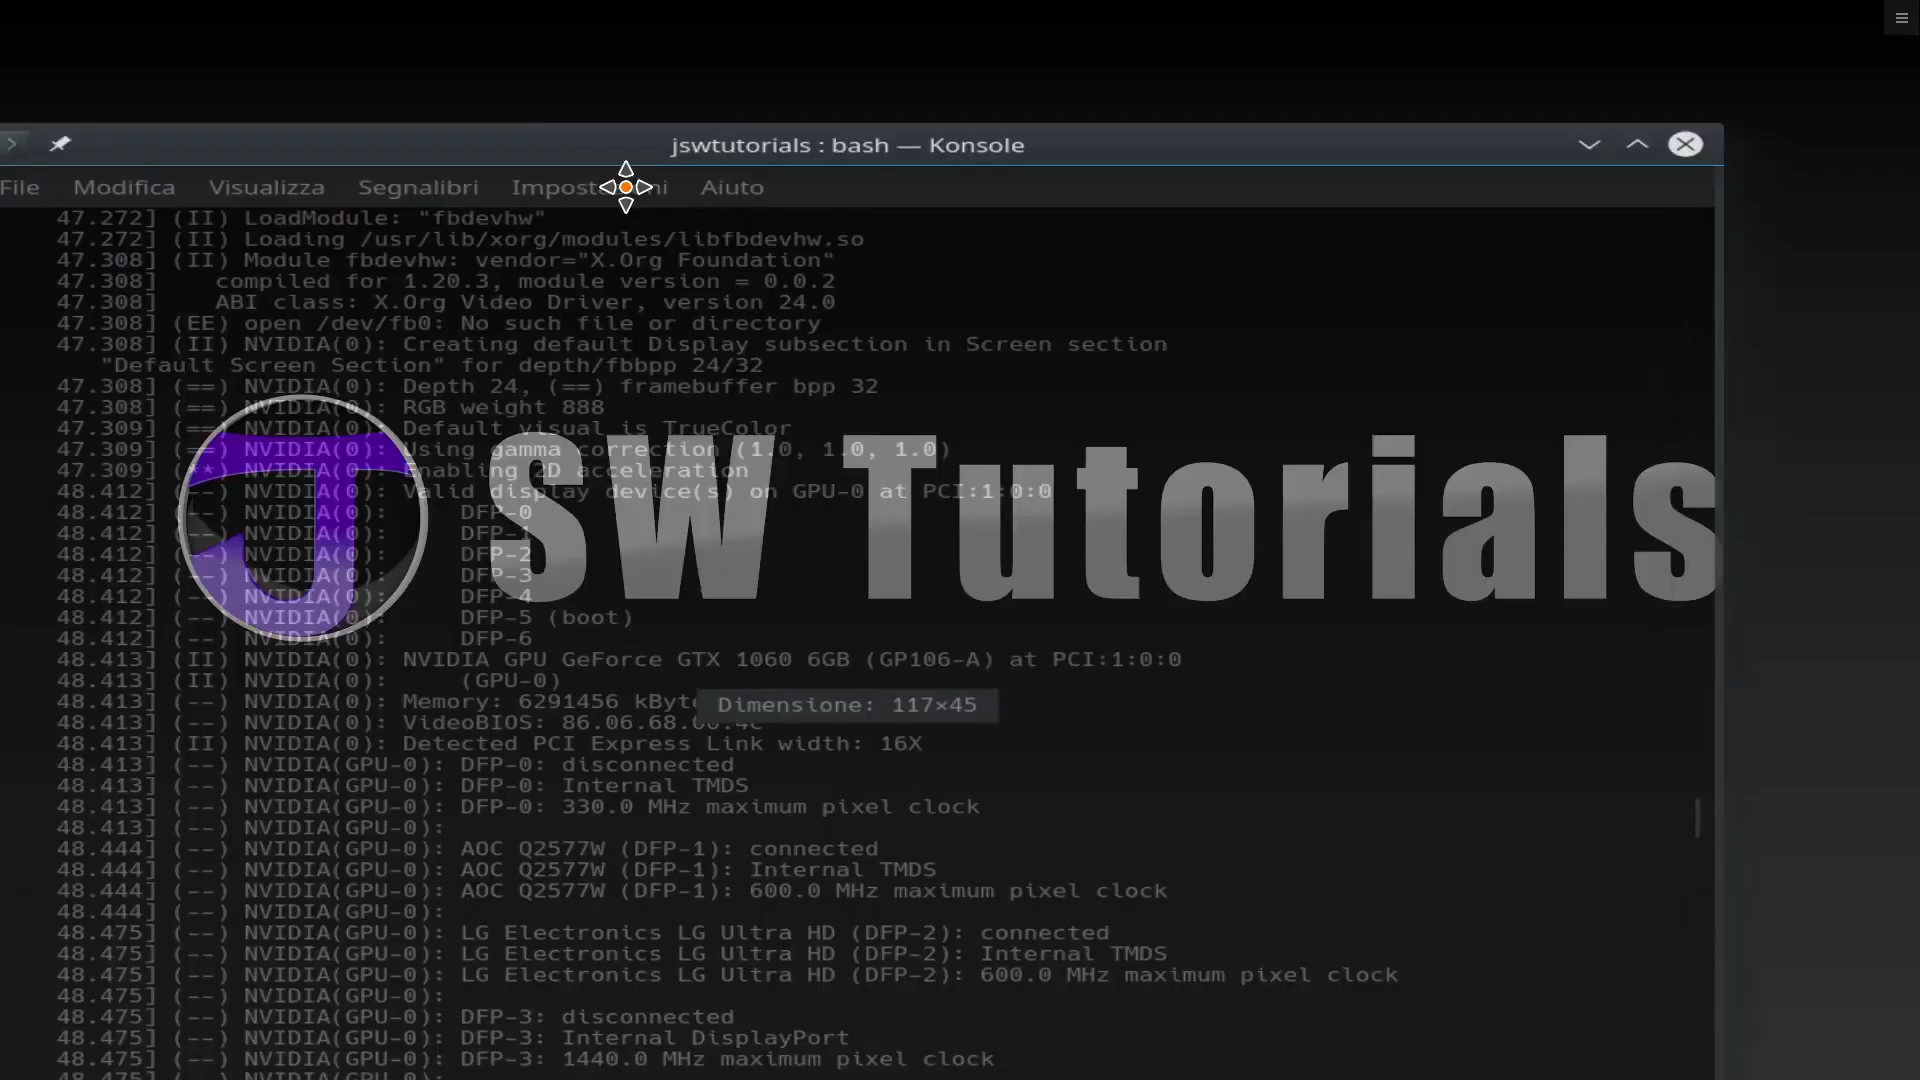 jswtutorials : bash — Konsole
File Modifica Visualizza Segnalibri Aiuto
47.272] (II) LoadModule: "fbdevhw"
47.272] (II) Loading /usr/lib/xorg/modules/libfbdevhw.so
47.308] (II) Module fbdevhw: vendor="X.Org Foundation"
47.308] compiled for 1.20.3, module version = 0.0.2
47.308] ABI class: X.Org Video Driver, version 24.0
47.308] (EE) open /dev/fb0: No such file or directory
47.308] (II) NVIDIA(0): Creating default Display subsection in Screen section
"Default Screen Section" for depth/fbbpp 24/32
47.308] (==) NVIDIA(0): Depth 24, (==) framebuffer bpp 32
47.308] (==) NVIDIA(0): RGB weight 888
47.309] (==) NVIDIA(0): Default visual is TrueColor
47.309] (==) NVIDIA(0): Using gamma correction (1.0, 1.0, 1.0)
47.309] (**) NVIDIA(0): Enabling 2D acceleration
48.412] (--) NVIDIA(0): Valid display device(s) on GPU-0 at PCI:1:0:0
J SW Tutorials
48.412] (--) NVIDIA(0): DFP-0
48.412] (--) NVIDIA(0): DFP-1
48.412] (--) NVIDIA(0): DFP-2
48.412] (--) NVIDIA(0): DFP-3
48.412] (--) NVIDIA(0): DFP-4
48.412] (--) NVIDIA(0): DFP-5 (boot)
48.412] (--) NVIDIA(0): DFP-6
48.413] (II) NVIDIA(0): NVIDIA GPU GeForce GTX 1060 6GB (GP106-A) at PCI:1:0:0
48.413] (II) NVIDIA(0): (GPU-0)
48.413] (--) NVIDIA(0): Memory: 6291456
Dimensione: 117×45
48.413] (--) NVIDIA(0): VideoBIOS:
48.413] (II) NVIDIA(0): Detected PCI Express Link width: 16X
48.413] (--) NVIDIA(GPU-0): DFP-0: disconnected
48.413] (--) NVIDIA(GPU-0): DFP-0: Internal TMDS
48.413] (--) NVIDIA(GPU-0): DFP-0: 330.0 MHz maximum pixel clock
48.413] (--) NVIDIA(GPU-0):
48.444] (--) NVIDIA(GPU-0): AOC Q2577W (DFP-1): connected
48.444] (--) NVIDIA(GPU-0): AOC Q2577W (DFP-1): Internal TMDS
48.444] (--) NVIDIA(GPU-0): AOC Q2577W (DFP-1): 600.0 MHz maximum pixel clock
48.444] (--) NVIDIA(GPU-0):
48.475] (--) NVIDIA(GPU-0): LG Electronics LG Ultra HD (DFP-2): connected
48.475] (--) NVIDIA(GPU-0): LG Electronics LG Ultra HD (DFP-2): Internal TMDS
48.475] (--) NVIDIA(GPU-0): LG Electronics LG Ultra HD (DFP-2): 600.0 MHz maximum pixel clock
48.475] (--) NVIDIA(GPU-0):
48.475] (--) NVIDIA(GPU-0): DFP-3: disconnected
48.475] (--) NVIDIA(GPU-0): DFP-3: Internal DisplayPort
48.475] (--) NVIDIA(GPU-0): DFP-3: 1440.0 MHz maximum pixel clock